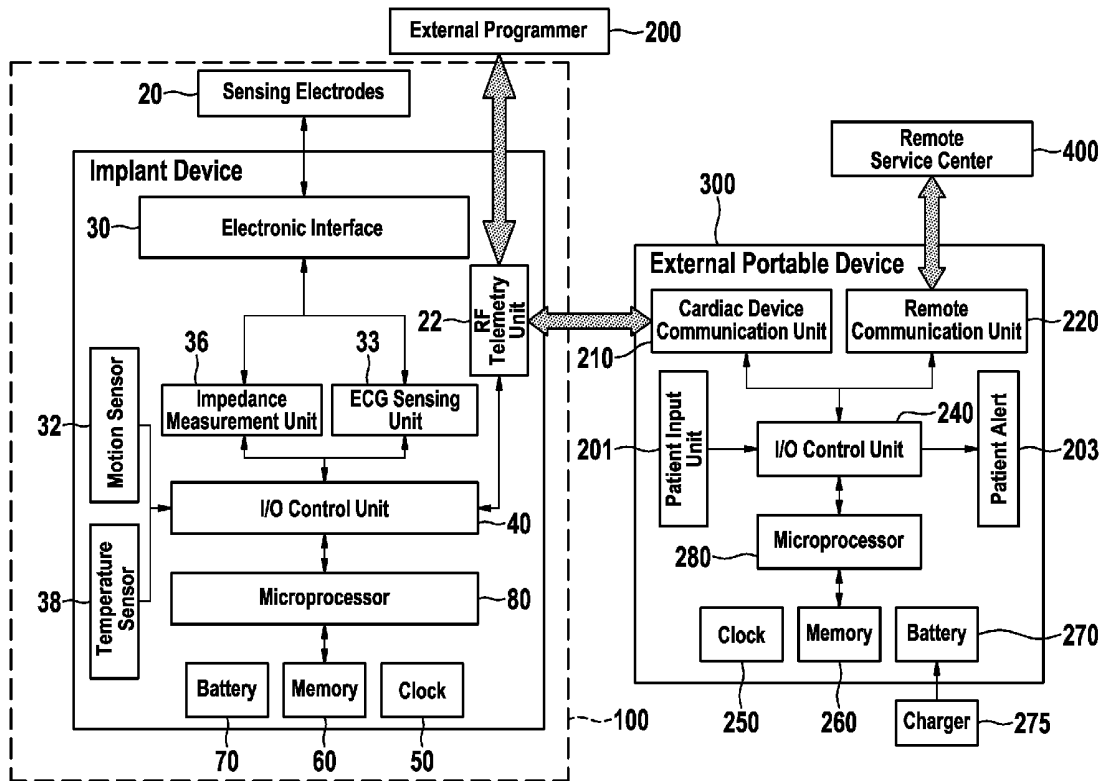 External Programmer
200
20
Sensing Electrodes
Remote
Service Center
400
Implant Device
30
Electronic Interface
300
External Portable Device
22
RF
Telemetry
Unit
Cardiac Device
Communication Unit
210
Remote
Communication Unit
220
36
33
Impedance
Measurement Unit
ECG Sensing
Unit
32
Motion Sensor
201
Patient Input
Unit
240
I/O Control Unit
Patient Alert
203
I/O Control Unit
40
38
Temperature
Sensor
Microprocessor
80
Microprocessor
280
Clock
Memory
Battery
270
250
260
Battery
Memory
Clock
70
60
50
100
Charger
275